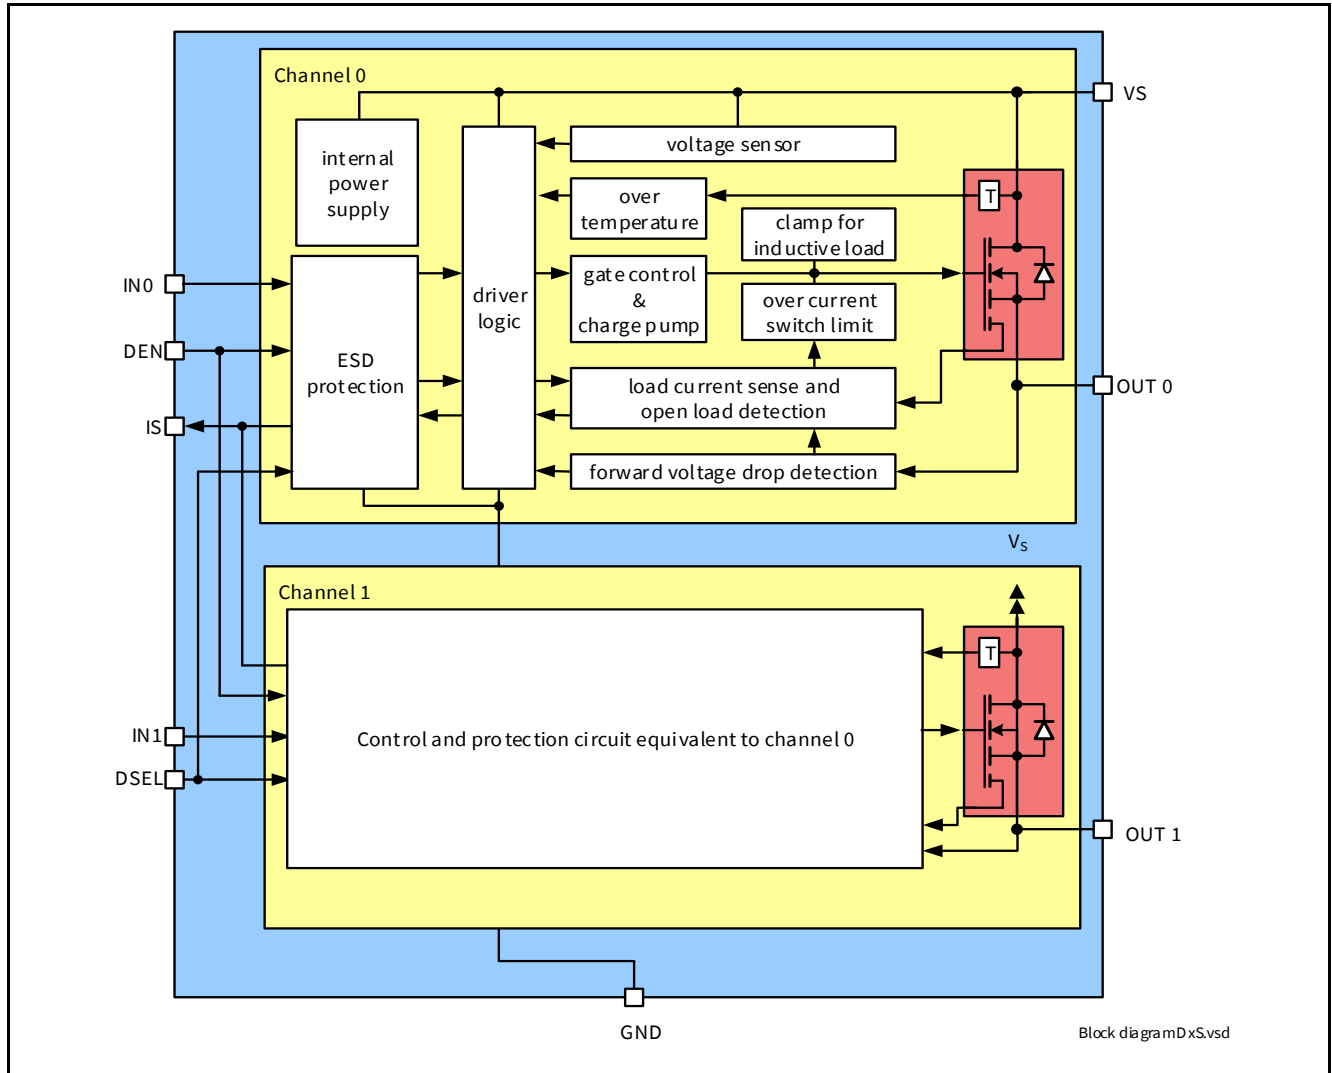 Channel 0
VS
internal
power
supply
voltage sensor
over
temperature
T
clamp for
inductive load
IN0
gate control
&
charge pump
driver
logic
over current
switch limit
DEN
ESD
protection
load current sense and
open load detection
OUT 0
IS
forward voltage drop detection
VS
Channel 1
T
IN1
Control and protection circuit equivalent to channel 0
DSEL
OUT 1
GND
Block diagramDxS.vsd